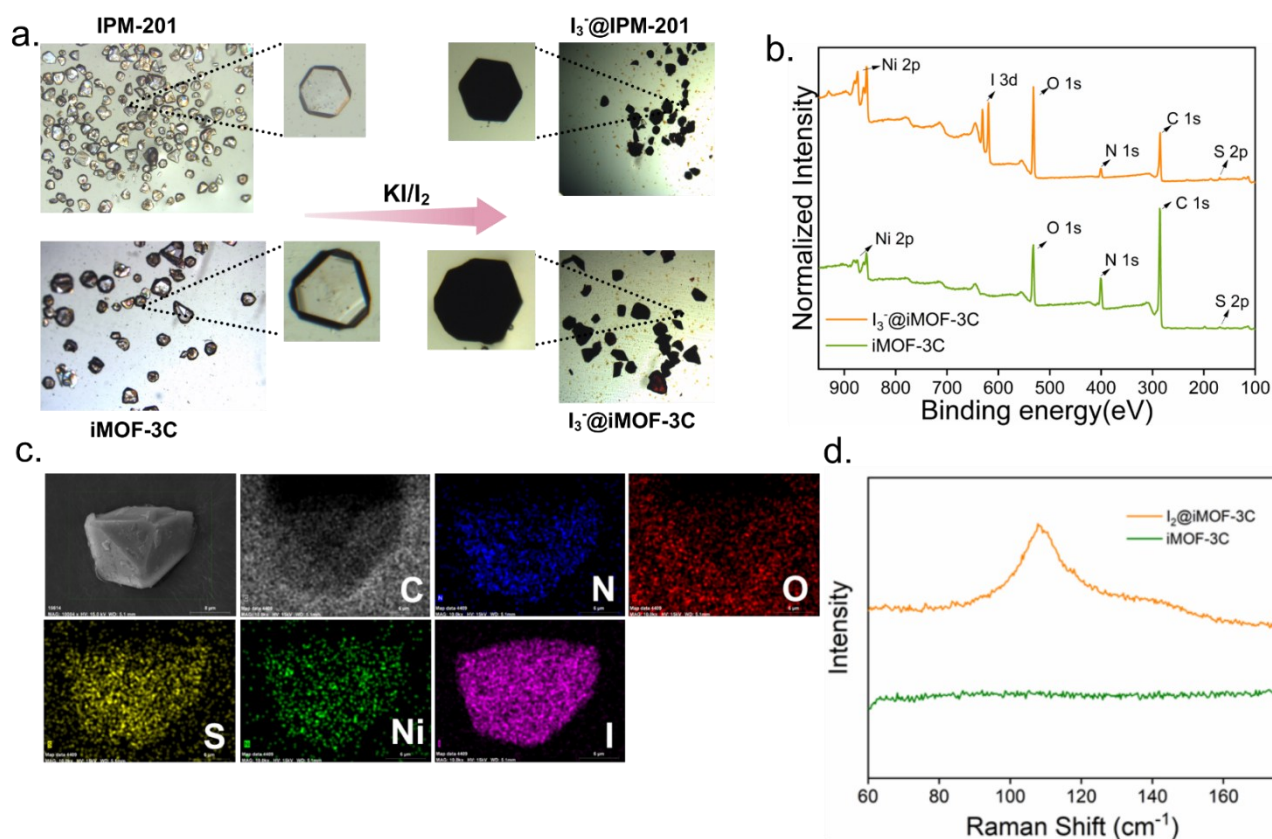 a.
IPM-201
I₃⁻@IPM-201
KI/I₂
iMOF-3C
I₃⁻@iMOF-3C
b.
Normalized Intensity
Ni 2p
I 3d
O 1s
N 1s
C 1s
S 2p
Ni 2p
O 1s
N 1s
C 1s
S 2p
I₃⁻@iMOF-3C
iMOF-3C
900 800 700 600 500 400 300 200 100
Binding energy(eV)
c.
C
N
O
S
Ni
I
d.
Intensity
I₂@iMOF-3C
iMOF-3C
60 80 100 120 140 160
Raman Shift (cm⁻¹)